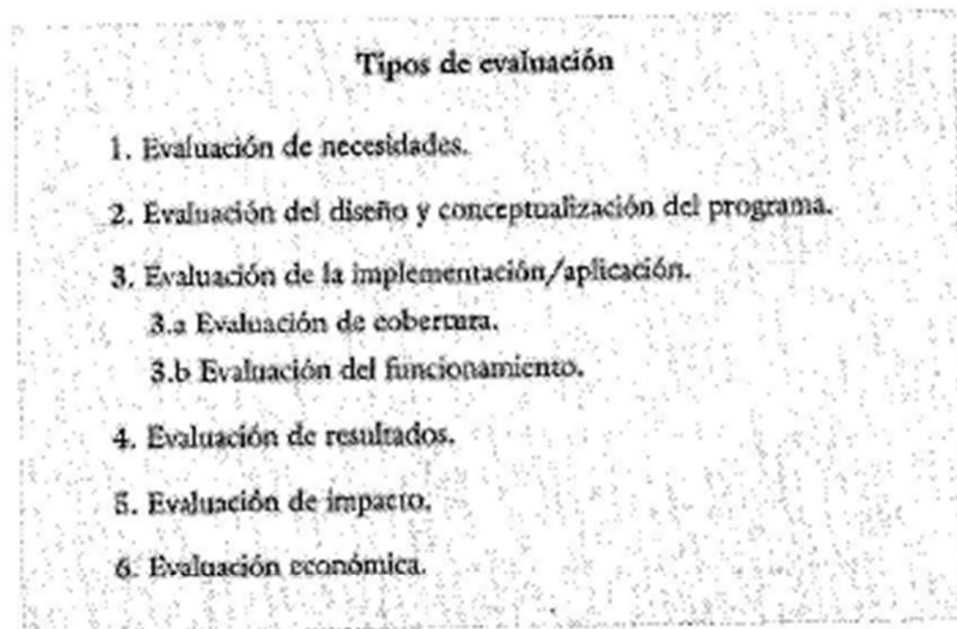 Tipos de evaluación
1. Evaluación de necesidades.
2. Evaluación del diseño y conceptualización del programa.
3. Evaluación de la implementación/aplicación.
3.a Evaluación de cobertura.
3.b Evaluación del funcionamiento.
4. Evaluación de resultados.
5. Evaluación de impacto.
6. Evaluación económica.